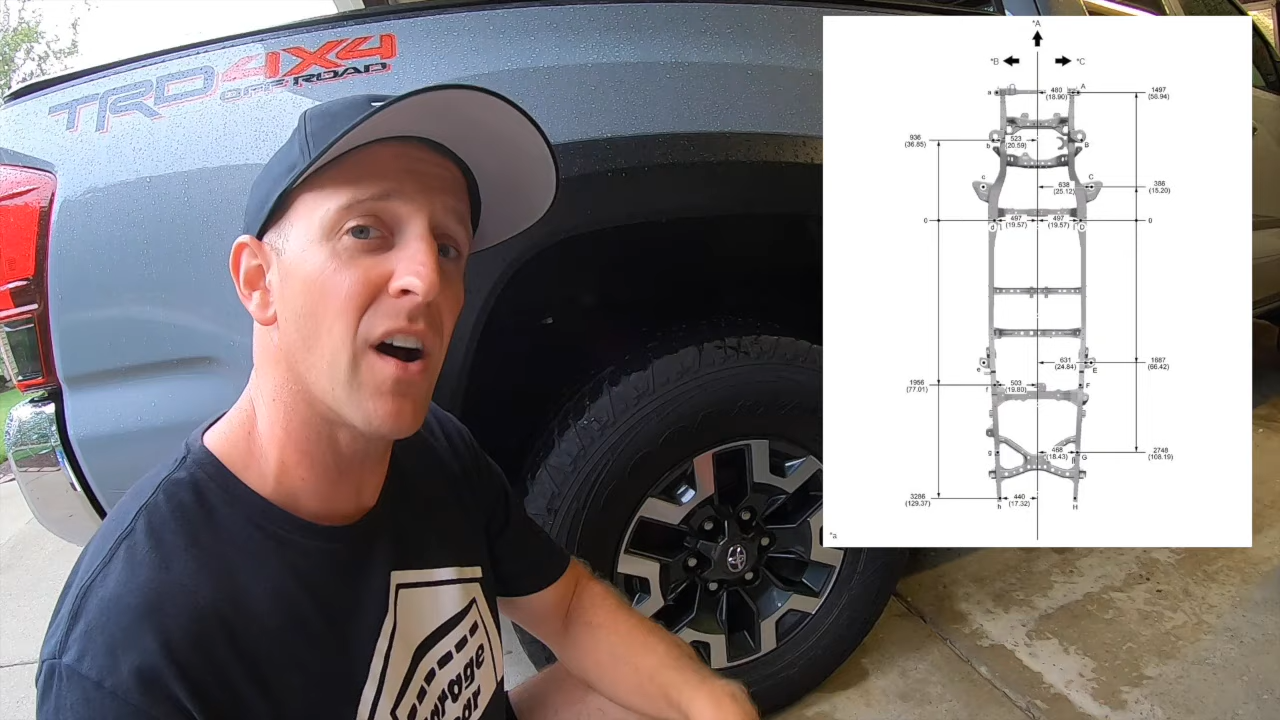 TRD 4X4
OFF ROAD
*A
*B
*C
a
480
(18.90)
A
1497
(58.94)
936
(36.85)
b
523
(20.59)
B
c
638
(25.12)
C
386
(15.20)
0
497
(19.57)
497
(19.57)
0
d
D
e
631
(24.84)
E
1687
(66.42)
1956
(77.01)
f
503
(19.80)
F
g
468
(18.43)
G
2748
(108.19)
3286
(129.37)
440
(17.32)
h
H
*a